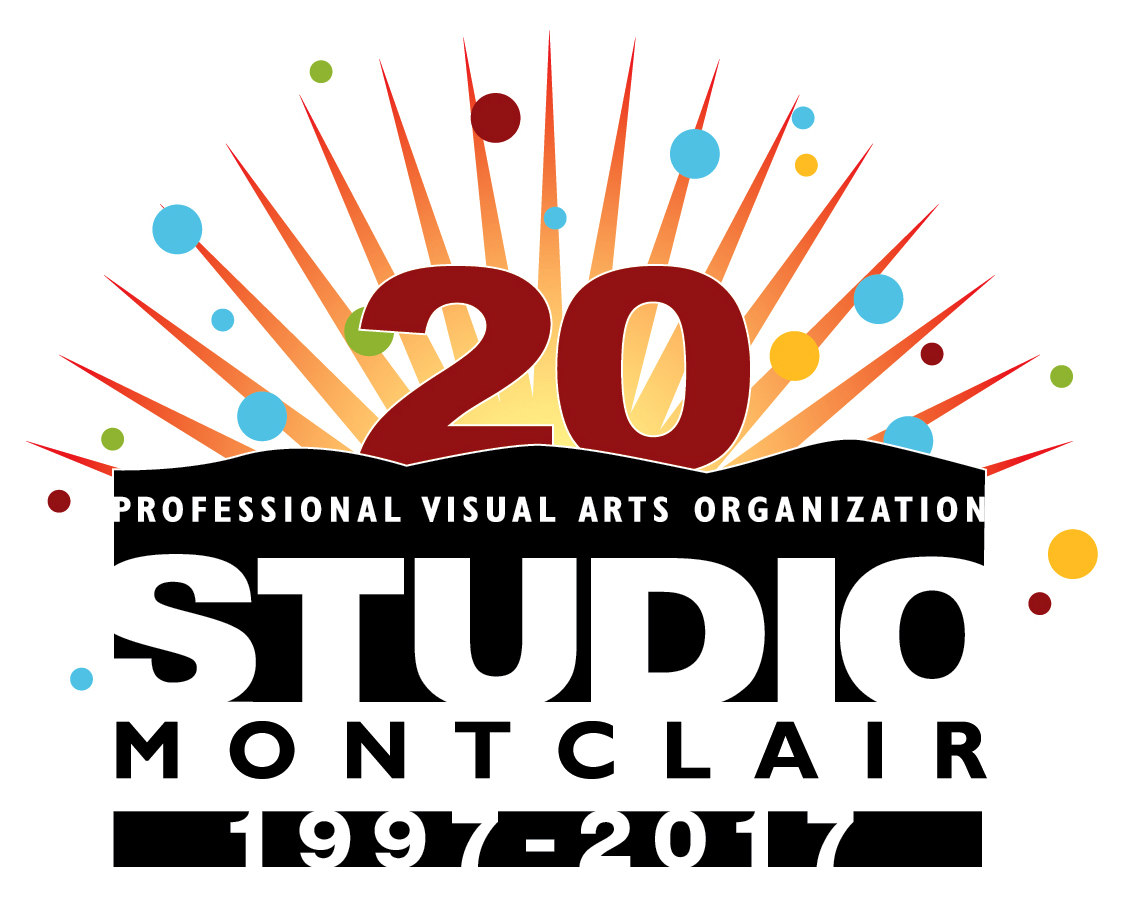 20
PROFESSIONAL VISUAL ARTS ORGANIZATION
STUDIO
MONTCLAIR
1997-2017